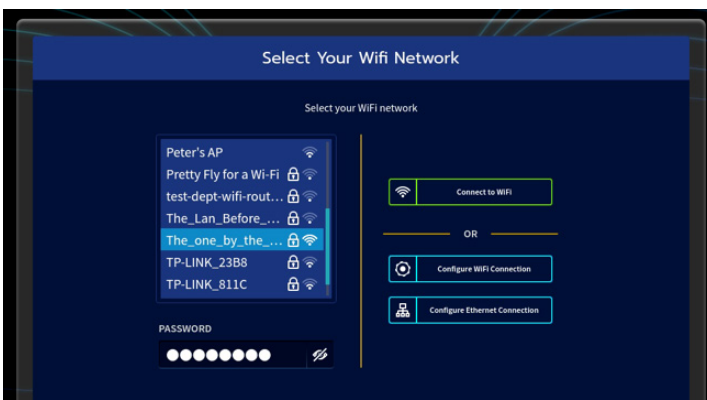 Select Your Wifi Network
Select your WiFi network
Peter's AP
Pretty Fly for a Wi-Fi
test-dept-wifi-rout...
The_Lan_Before_...
The_one_by_the_...
TP-LINK_23B8
TP-LINK_811C
PASSWORD
Connect to WiFi
OR
Configure WiFi Connection
Configure Ethernet Connection